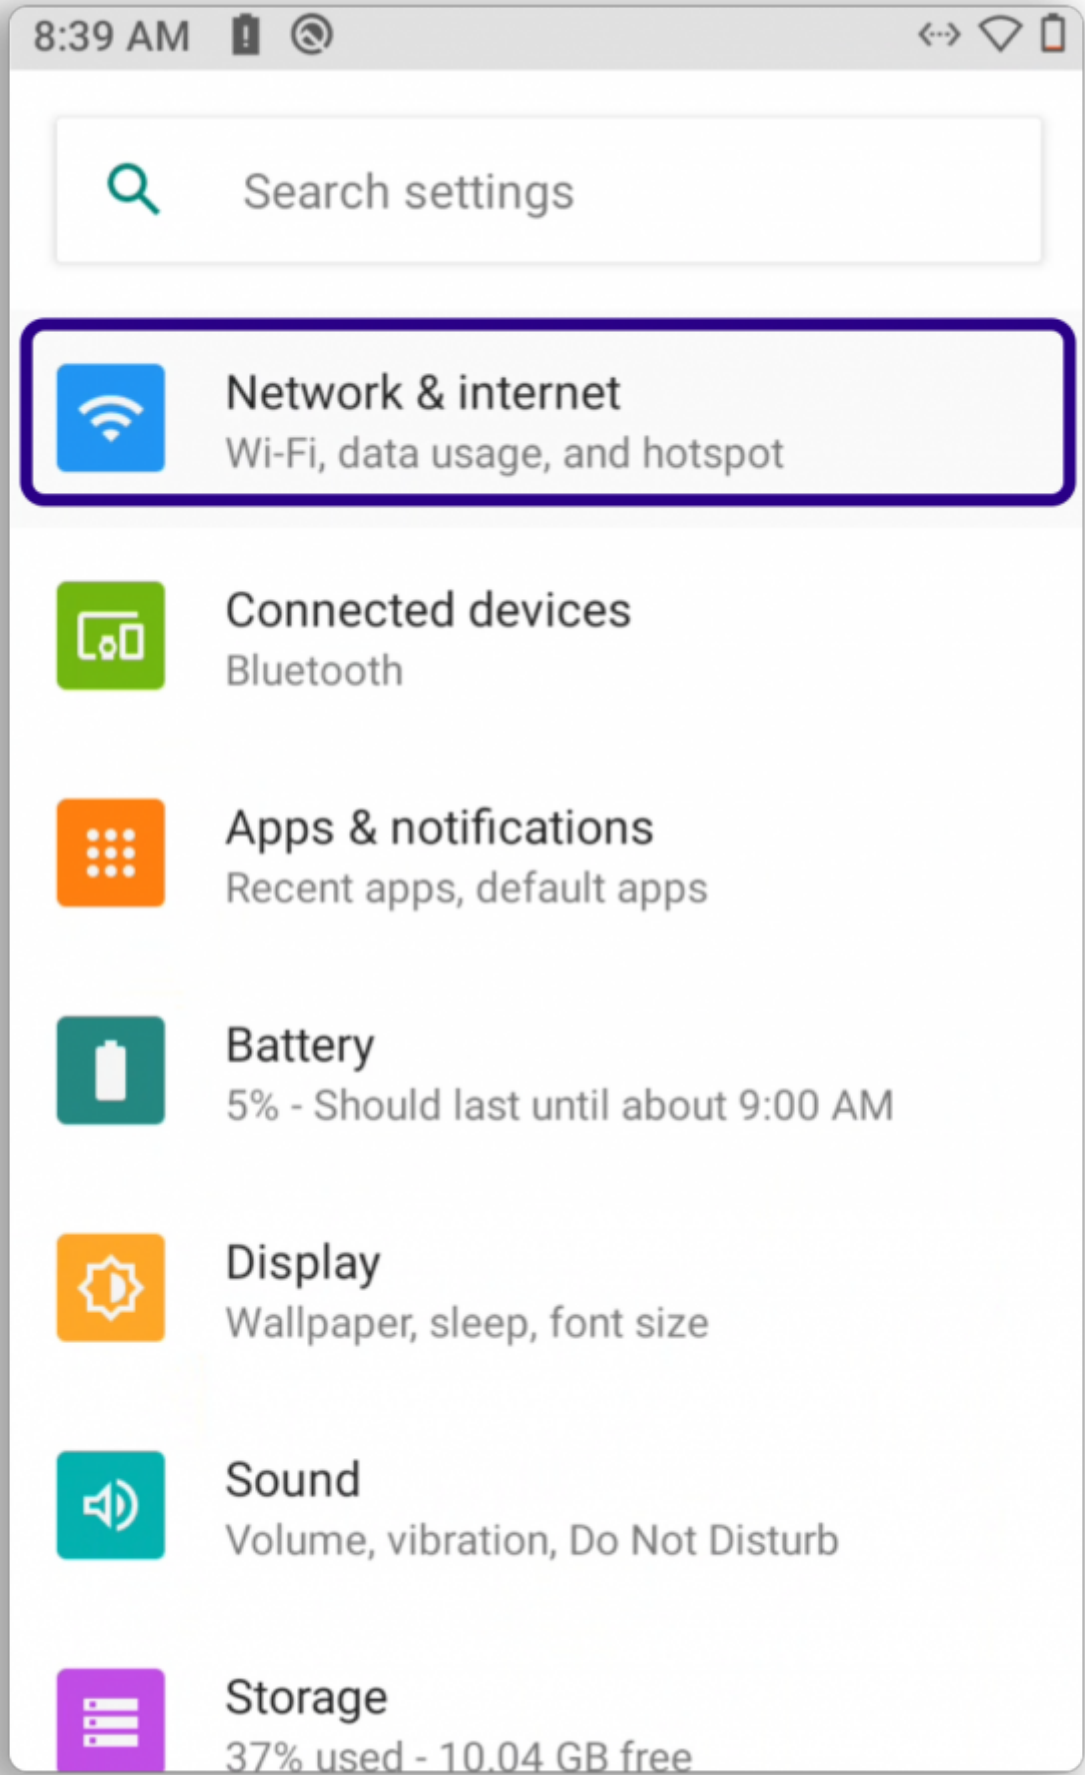 8:39 AM
Search settings
Network & internet
Wi-Fi, data usage, and hotspot
Connected devices
Bluetooth
Apps & notifications
Recent apps, default apps
Battery
5% - Should last until about 9:00 AM
Display
Wallpaper, sleep, font size
Sound
Volume, vibration, Do Not Disturb
Storage
37% used - 10.04 GB free